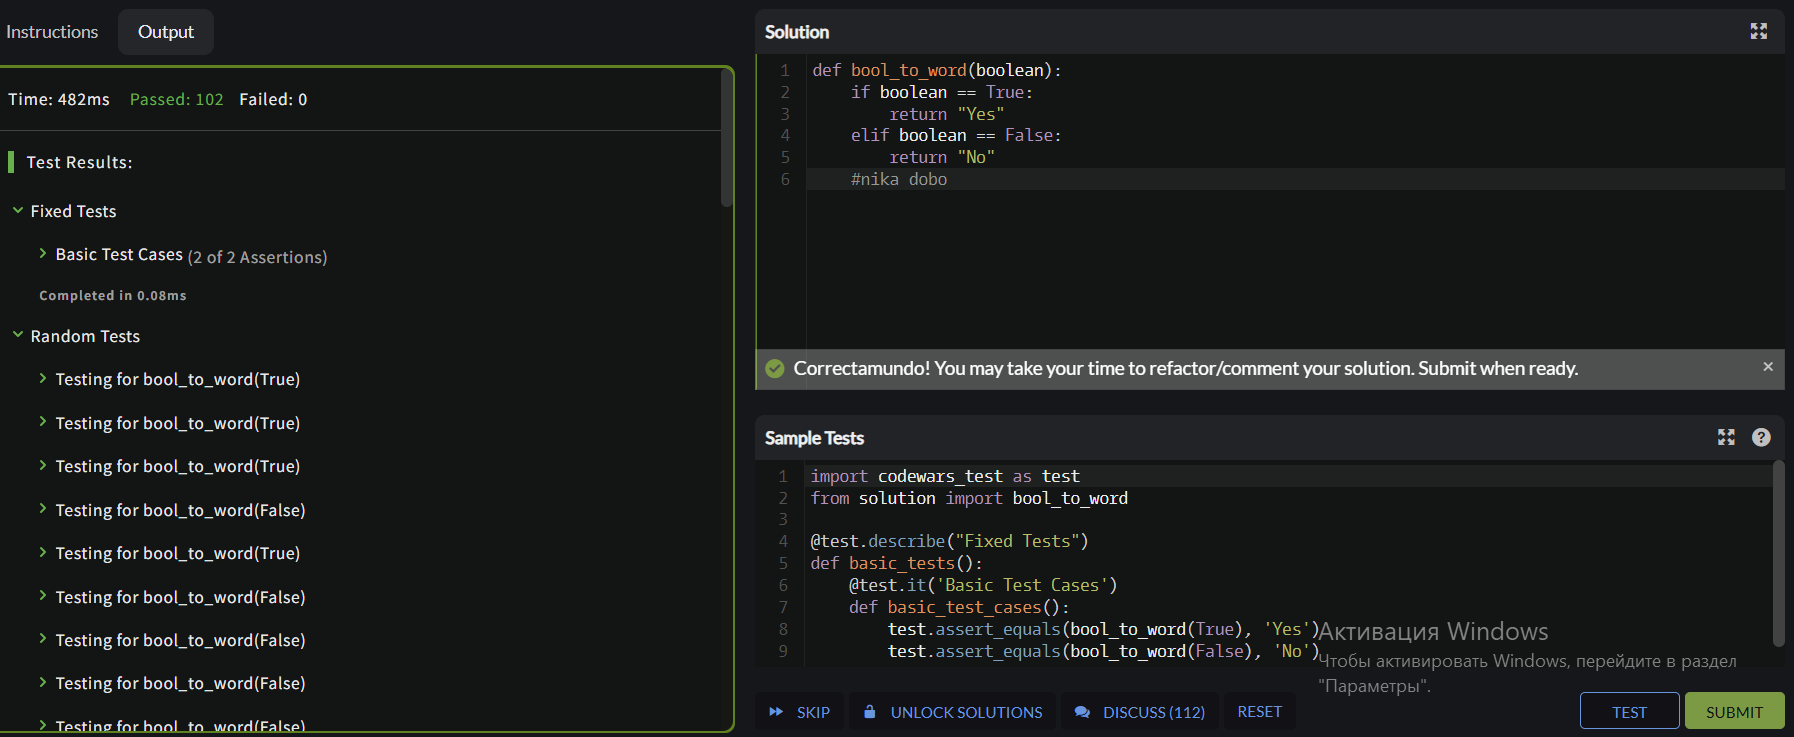 Instructions
Output
Time: 482ms Passed: 102 Failed: 0
Test Results:
Fixed Tests
Basic Test Cases (2 of 2 Assertions)
Completed in 0.08ms
Random Tests
Testing for bool_to_word(True)
Testing for bool_to_word(True)
Testing for bool_to_word(True)
Testing for bool_to_word(False)
Testing for bool_to_word(True)
Testing for bool_to_word(False)
Testing for bool_to_word(False)
Testing for bool_to_word(False)
Testing for bool_to_word(False)
Solution
1 def bool_to_word(boolean):
2     if boolean == True:
3         return "Yes"
4     elif boolean == False:
5         return "No"
6     #nika dobo
Correctamundo! You may take your time to refactor/comment your solution. Submit when ready.
Sample Tests
1 import codewars_test as test
2 from solution import bool_to_word
3
4 @test.describe("Fixed Tests")
5 def basic_tests():
6     @test.it('Basic Test Cases')
7     def basic_test_cases():
8         test.assert_equals(bool_to_word(True), 'Yes')
9         test.assert_equals(bool_to_word(False), 'No')
Активация Windows
Чтобы активировать Windows, перейдите в раздел
"Параметры".
SKIP
UNLOCK SOLUTIONS
DISCUSS (112)
RESET
TEST
SUBMIT